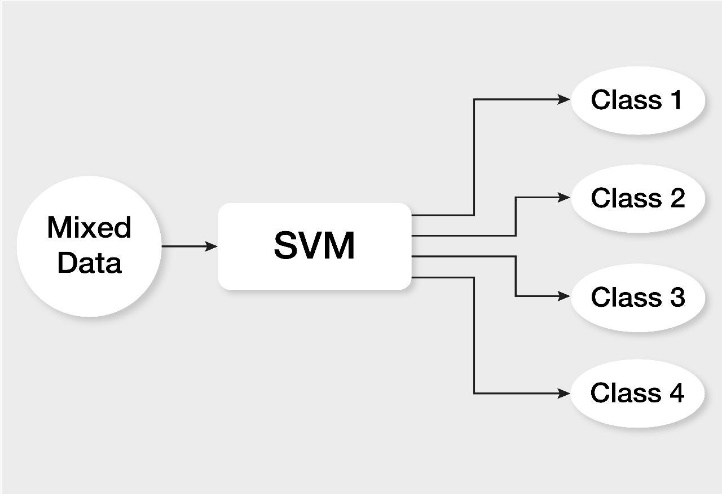 Mixed
Data
SVM
Class 1
Class 2
Class 3
Class 4